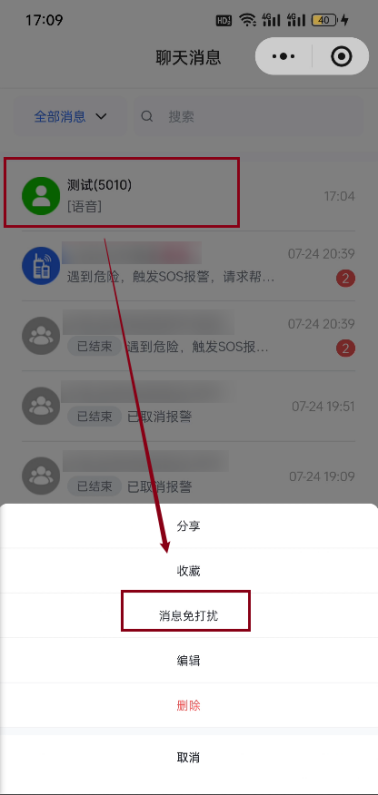 17:09
HD 4G 4G 40
聊天消息
全部消息
搜索
测试(5010)
17:04
[语音]
07-24 20:39
遇到危险，触发SOS报警，请求帮...
2
07-24 20:39
已结束 遇到危险，触发SOS报...
2
07-24 19:51
已结束 已取消报警
07-24 19:09
已结束 已取消报警
分享
收藏
消息免打扰
编辑
删除
取消